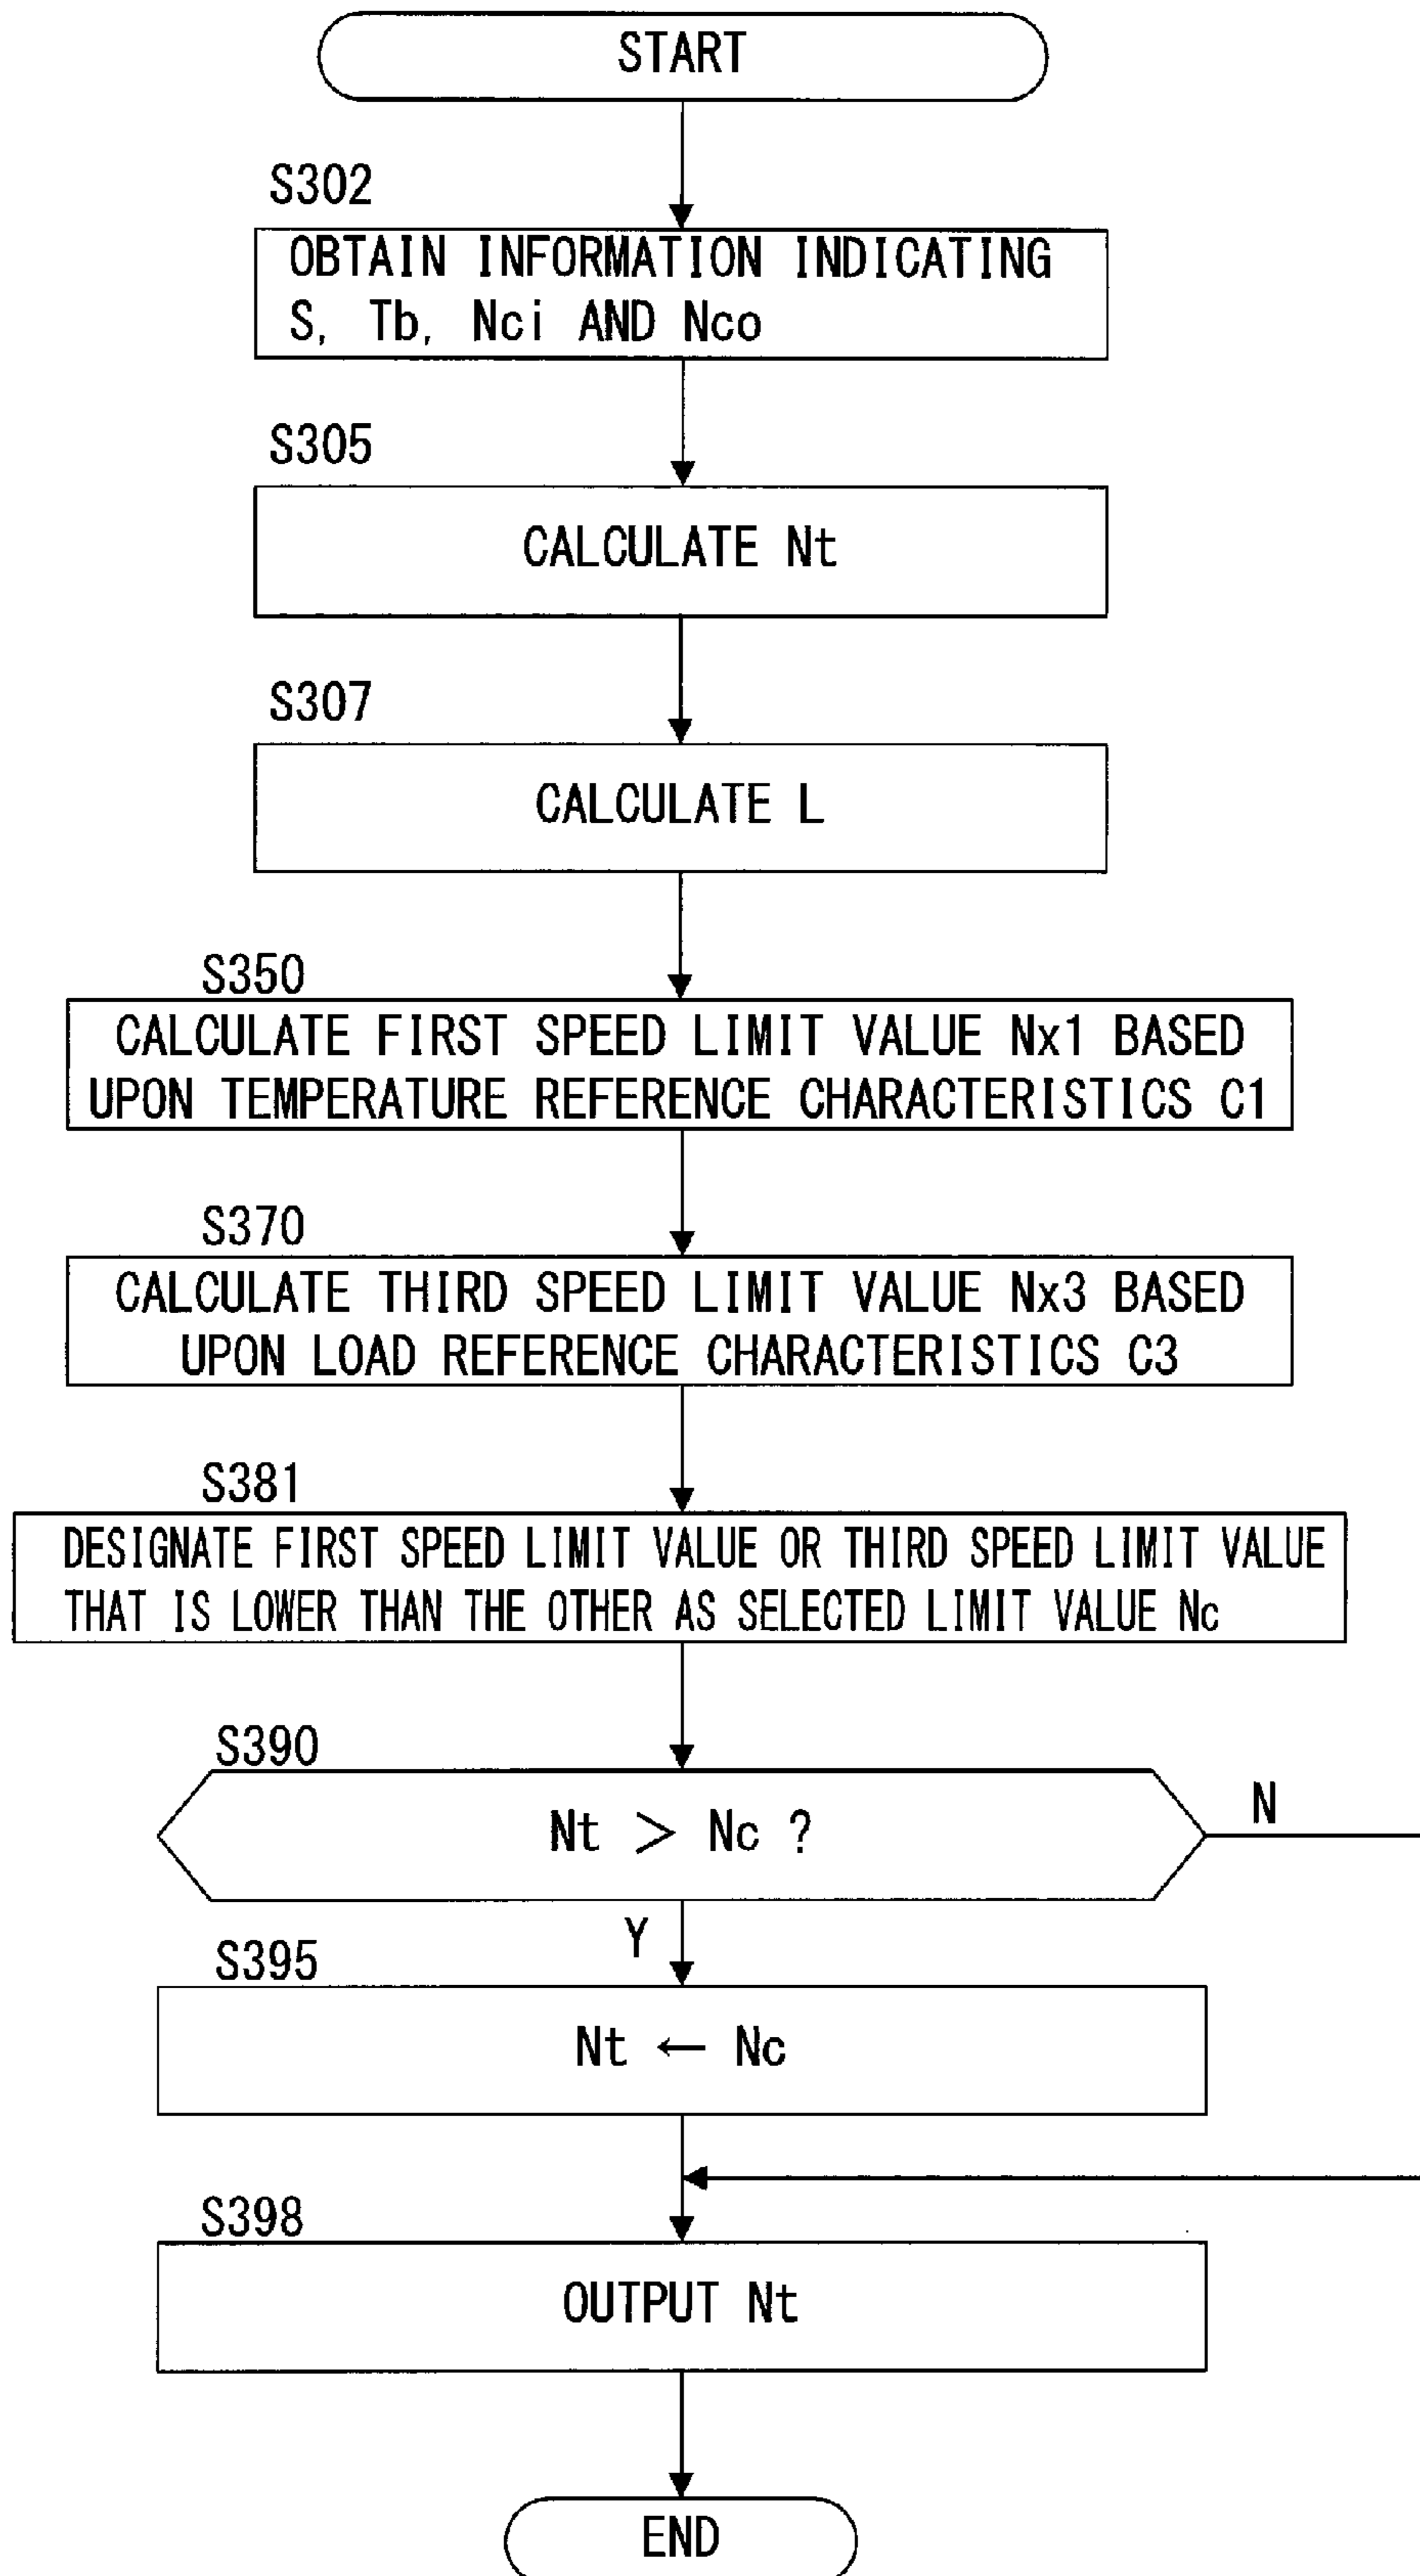 START
S302
OBTAIN INFORMATION INDICATING
S, Tb, Nci AND Nco
S305
CALCULATE Nt
S307
CALCULATE L
S350
CALCULATE FIRST SPEED LIMIT VALUE Nx1 BASED
UPON TEMPERATURE REFERENCE CHARACTERISTICS C1
S370
CALCULATE THIRD SPEED LIMIT VALUE Nx3 BASED
UPON LOAD REFERENCE CHARACTERISTICS C3
S381
DESIGNATE FIRST SPEED LIMIT VALUE OR THIRD SPEED LIMIT VALUE
THAT IS LOWER THAN THE OTHER AS SELECTED LIMIT VALUE Nc
S390
Nt > Nc ?
N
Y
S395
Nt ← Nc
S398
OUTPUT Nt
END